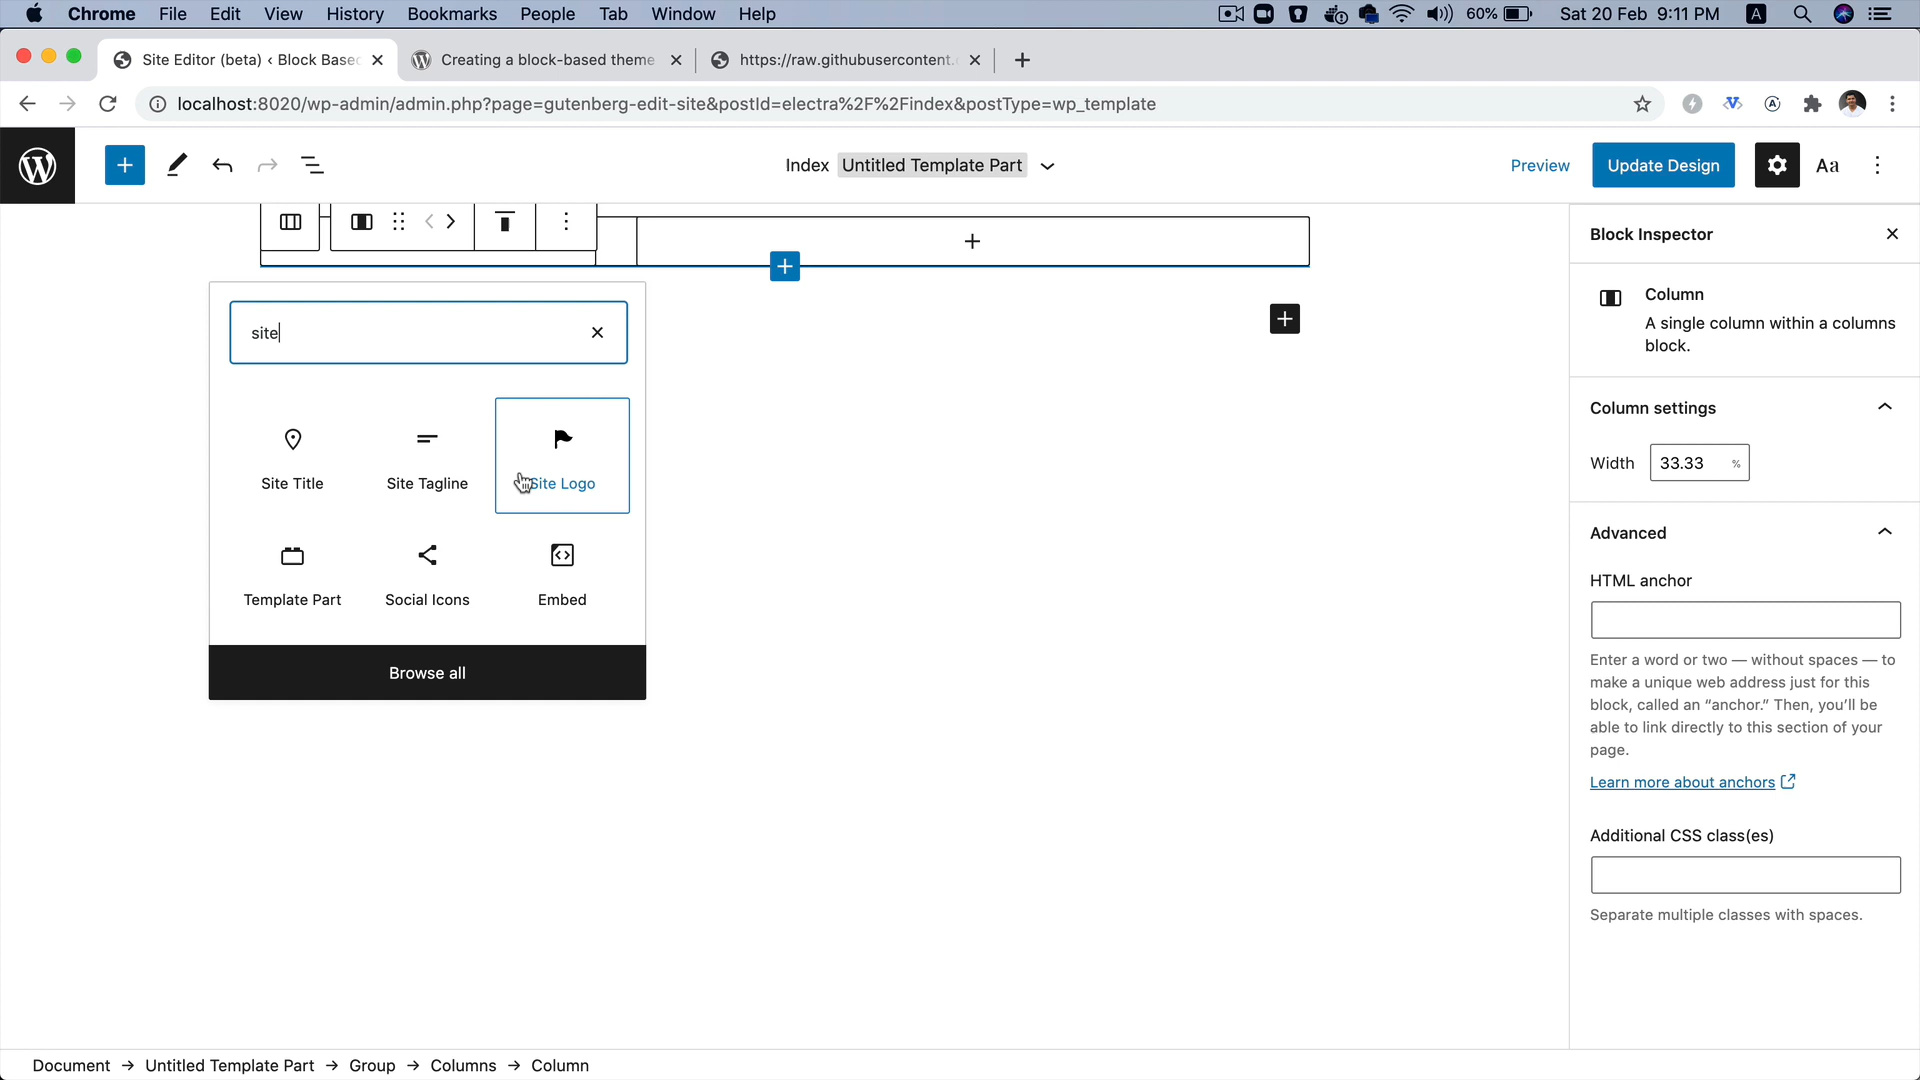 Chrome File Edit View History Bookmarks People Tab Window Help 60% Sat 20 Feb 9:11 PM A
Site Editor (beta) ‹ Block Base
Creating a block-based theme
https://raw.githubusercontent.
localhost:8020/wp-admin/admin.php?page=gutenberg-edit-site&postId=electra%2F%2Findex&postType=wp_template
Index Untitled Template Part
Preview Update Design Aa
Block Inspector
site
Column
A single column within a columns
block.
Site Title Site Tagline Site Logo
Column settings
Width 33.33 %
Template Part Social Icons Embed
Browse all
Advanced
HTML anchor
Enter a word or two — without spaces — to
make a unique web address just for this
block, called an “anchor.” Then, you’ll be
able to link directly to this section of your
page.
Learn more about anchors
Additional CSS class(es)
Separate multiple classes with spaces.
Document → Untitled Template Part → Group → Columns → Column